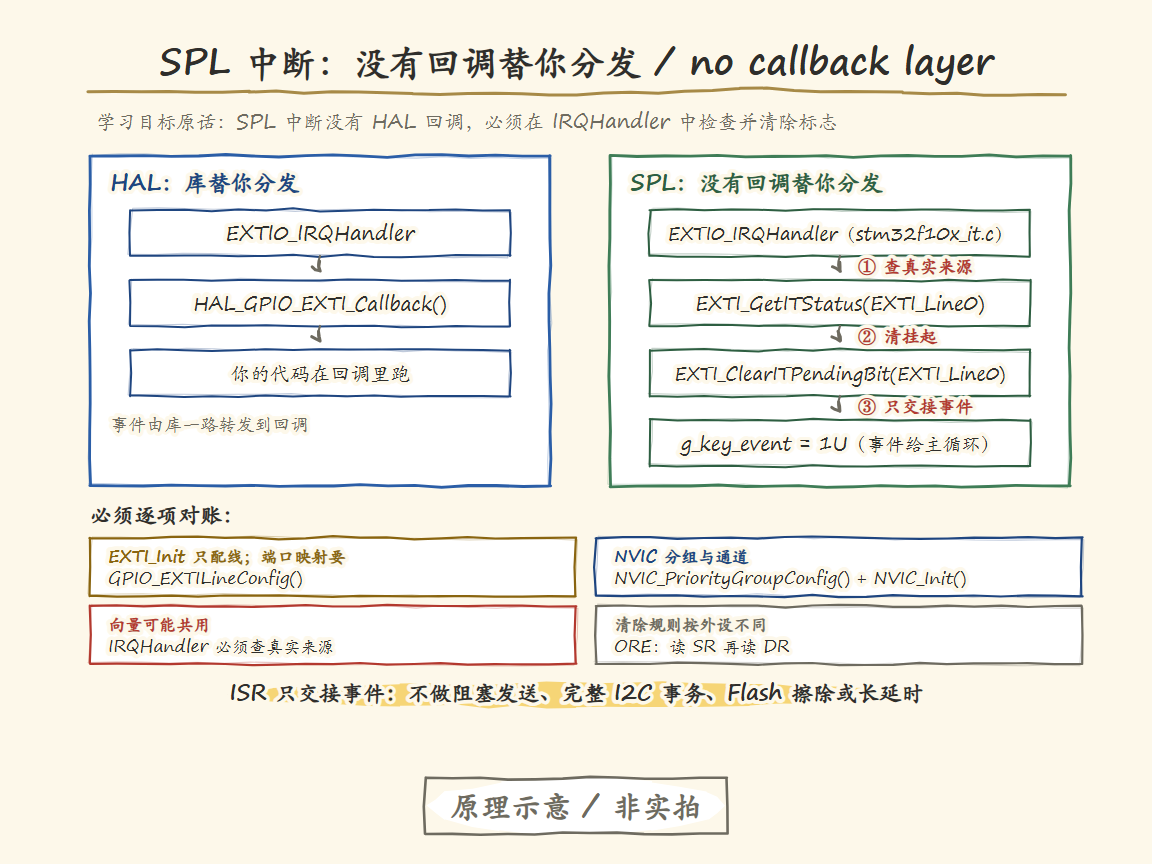 SPL 中断：没有回调替你分发 / no callback layer
学习目标原话：SPL 中断没有 HAL 回调，必须在 IRQHandler 中检查并清除标志
HAL：库替你分发
EXTI0_IRQHandler
HAL_GPIO_EXTI_Callback()
你的代码在回调里跑
事件由库一路转发到回调
SPL：没有回调替你分发
EXTI0_IRQHandler（stm32f10x_it.c）
① 查真实来源
EXTI_GetITStatus(EXTI_Line0)
② 清挂起
EXTI_ClearITPendingBit(EXTI_Line0)
③ 只交接事件
g_key_event = 1U（事件给主循环）
必须逐项对账：
EXTI_Init 只配线；端口映射要
GPIO_EXTILineConfig()
NVIC 分组与通道
NVIC_PriorityGroupConfig() + NVIC_Init()
向量可能共用
IRQHandler 必须查真实来源
清除规则按外设不同
ORE：读 SR 再读 DR
ISR 只交接事件：不做阻塞发送、完整 I2C 事务、Flash 擦除或长延时
原理示意 / 非实拍